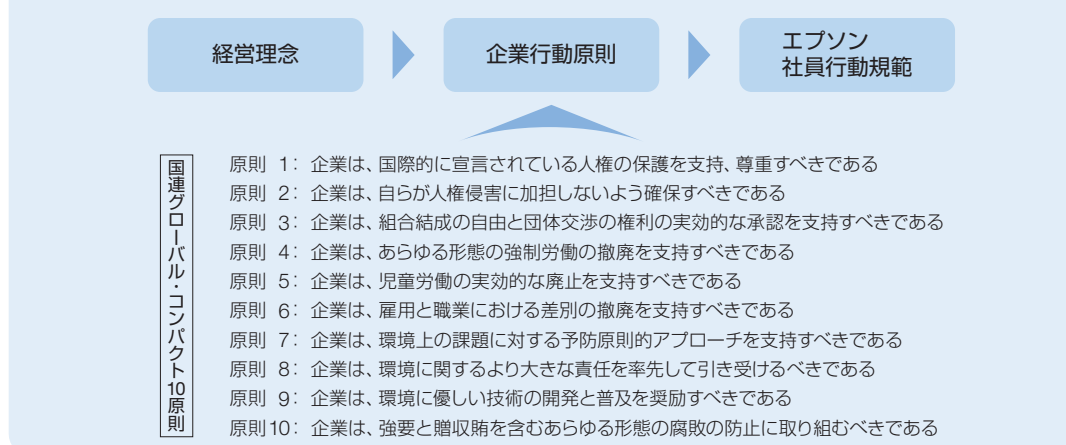 経営理念
企業行動原則
エプソン
社員行動規範
国連グローバル・コンパクト10原則
原則 1： 企業は、国際的に宣言されている人権の保護を支持、尊重すべきである
原則 2： 企業は、自らが人権侵害に加担しないよう確保すべきである
原則 3： 企業は、組合結成の自由と団体交渉の権利の実効的な承認を支持すべきである
原則 4： 企業は、あらゆる形態の強制労働の撤廃を支持すべきである
原則 5： 企業は、児童労働の実効的な廃止を支持すべきである
原則 6： 企業は、雇用と職業における差別の撤廃を支持すべきである
原則 7： 企業は、環境上の課題に対する予防原則的アプローチを支持すべきである
原則 8： 企業は、環境に関するより大きな責任を率先して引き受けるべきである
原則 9： 企業は、環境に優しい技術の開発と普及を奨励すべきである
原則10： 企業は、強要と贈収賄を含むあらゆる形態の腐敗の防止に取り組むべきである